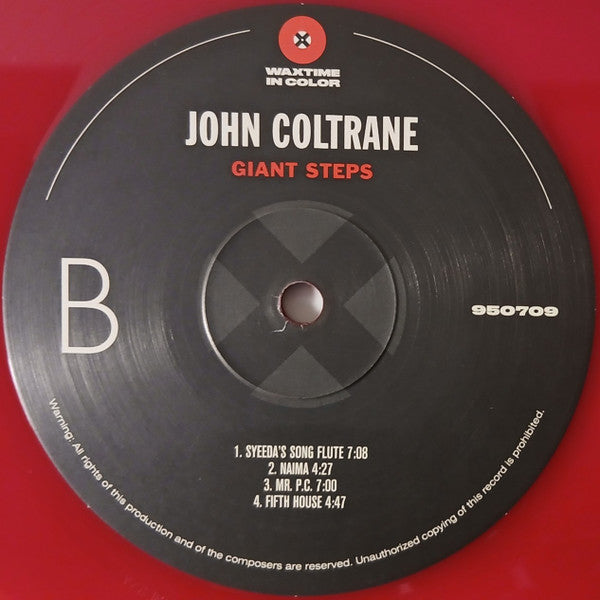 WAXTIME
IN COLOR
JOHN COLTRANE
GIANT STEPS
B
950709
1. SYEEDA'S SONG FLUTE 7:08
2. NAIMA 4:27
3. MR. P.C. 7:00
4. FIFTH HOUSE 4:47
Warning: All rights of this production and of the composers are reserved. Unauthorized copying of this record is prohibited.